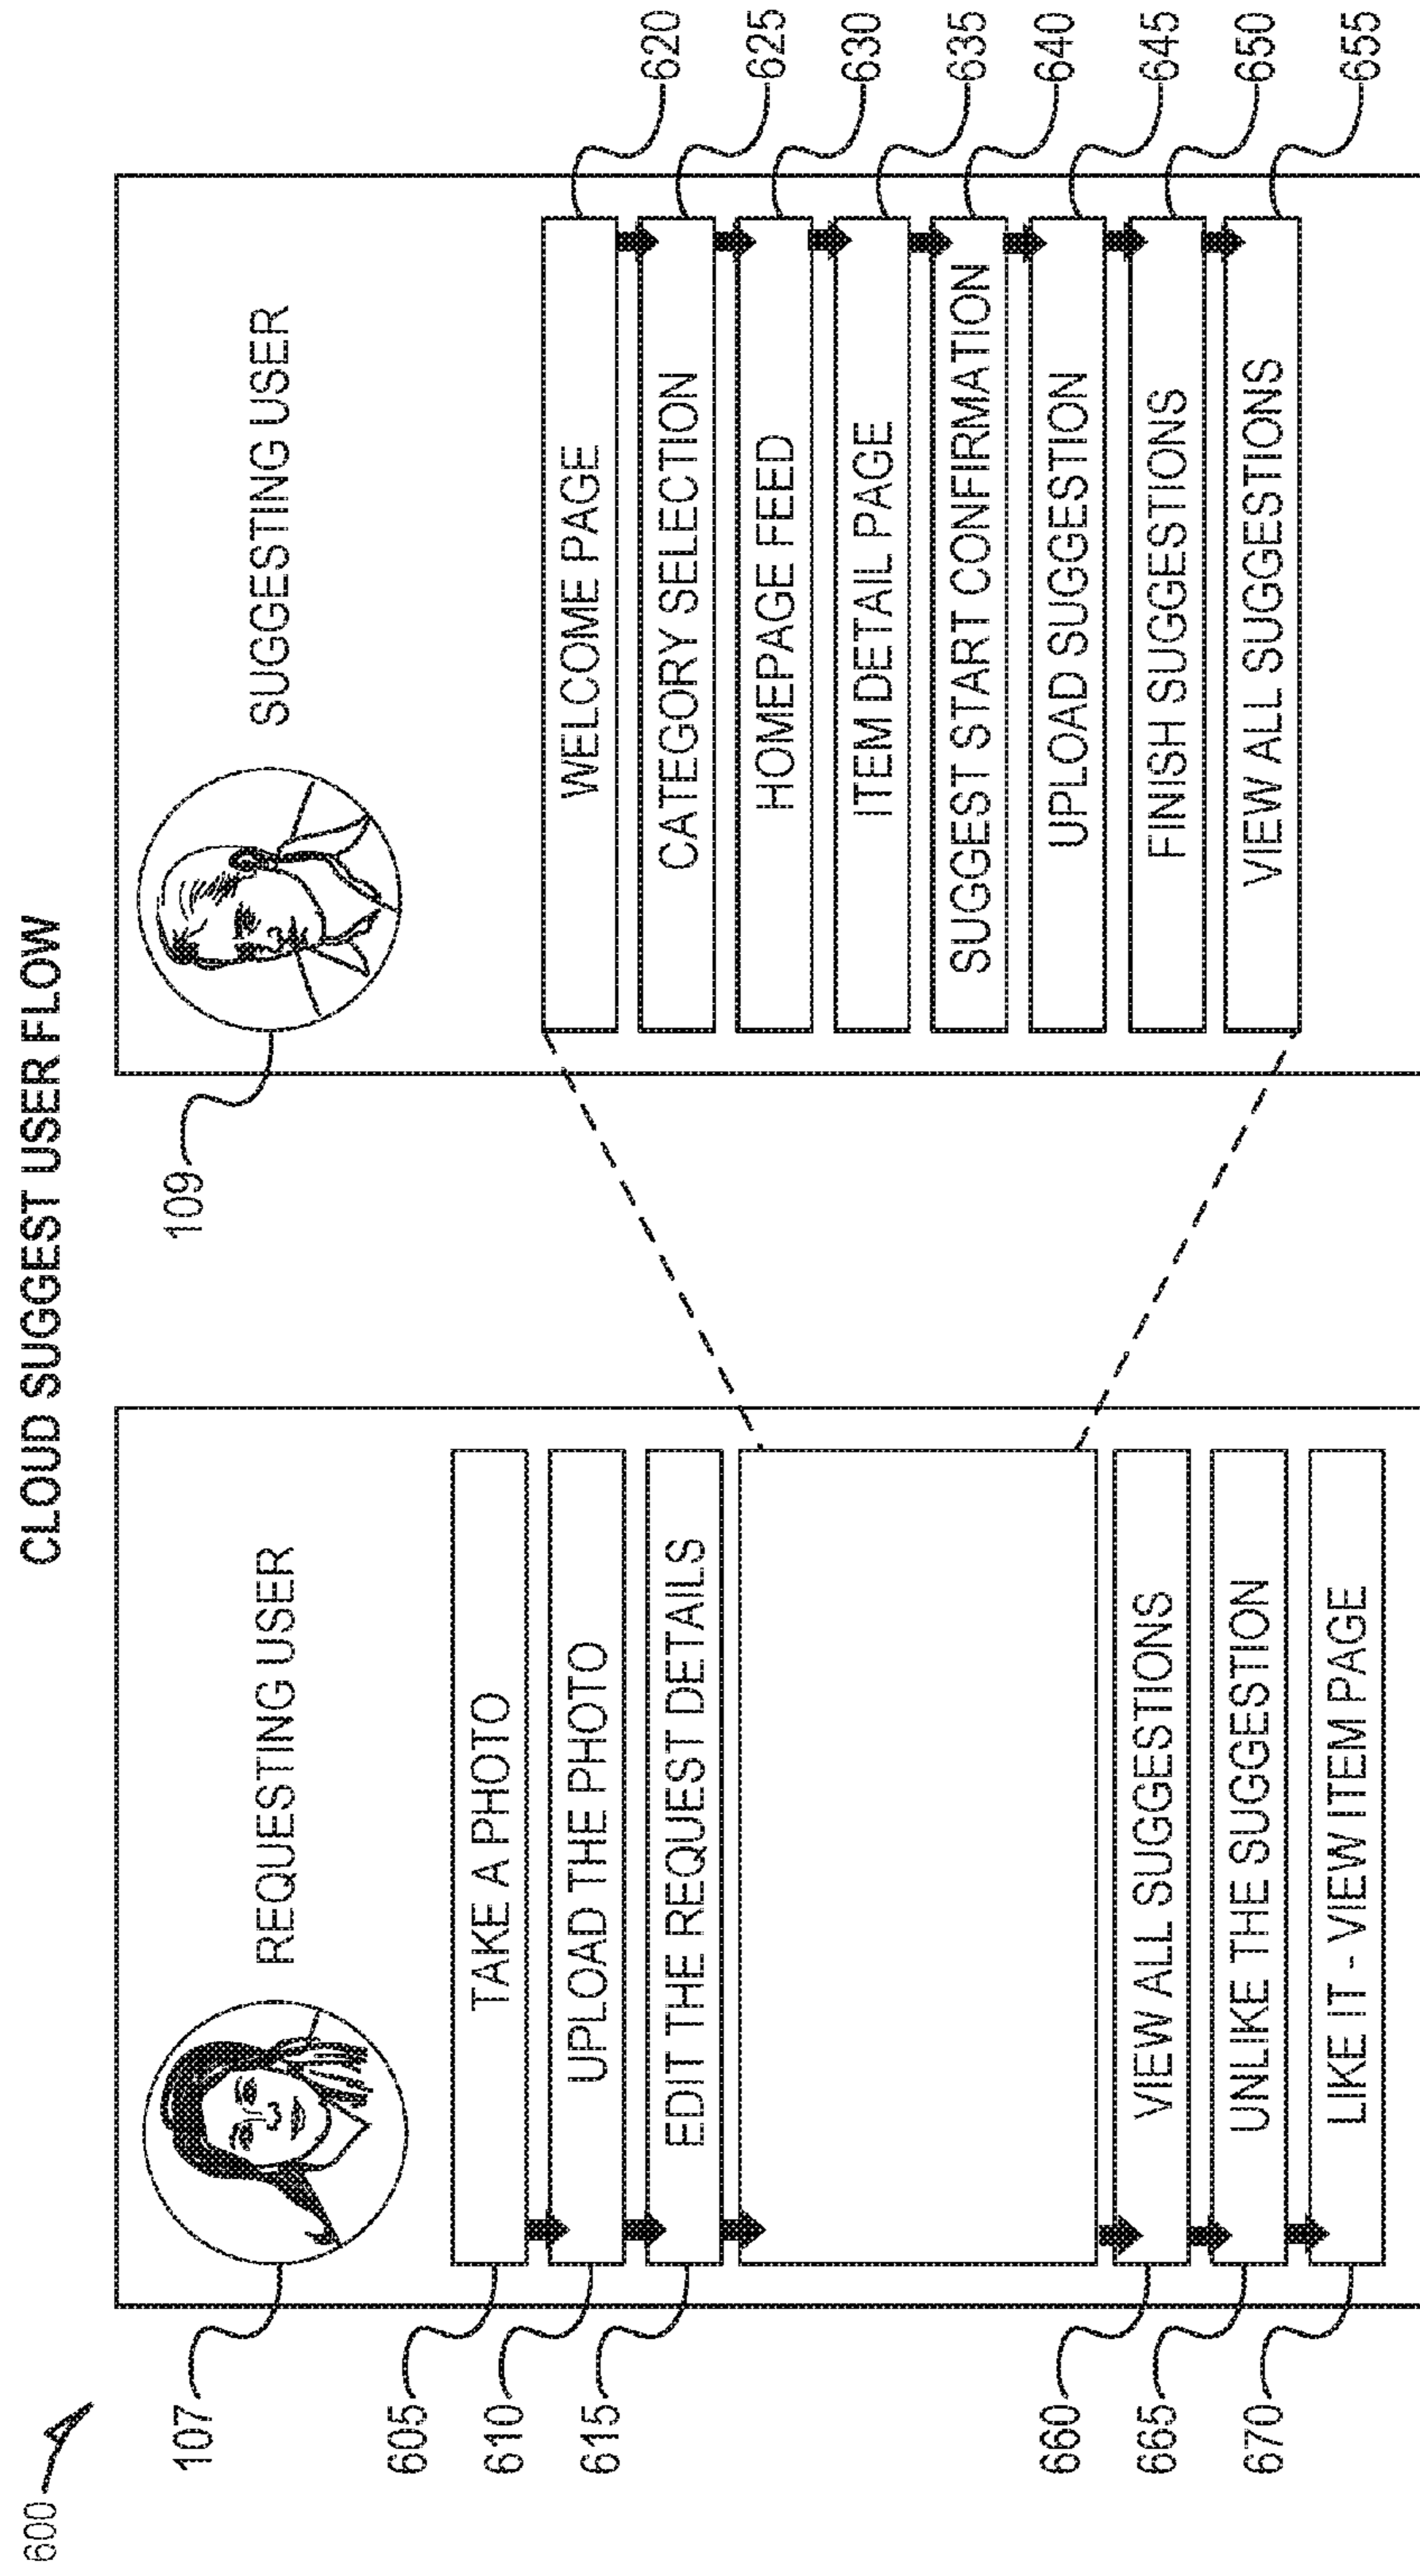 CLOUD SUGGEST USER FLOW
600
107
REQUESTING USER
605
TAKE A PHOTO
610
UPLOAD THE PHOTO
615
EDIT THE REQUEST DETAILS
660
VIEW ALL SUGGESTIONS
665
UNLIKE THE SUGGESTION
670
LIKE IT - VIEW ITEM PAGE
109
SUGGESTING USER
WELCOME PAGE
620
CATEGORY SELECTION
625
HOMEPAGE FEED
630
ITEM DETAIL PAGE
635
SUGGEST START CONFIRMATION
640
UPLOAD SUGGESTION
645
FINISH SUGGESTIONS
650
VIEW ALL SUGGESTIONS
655